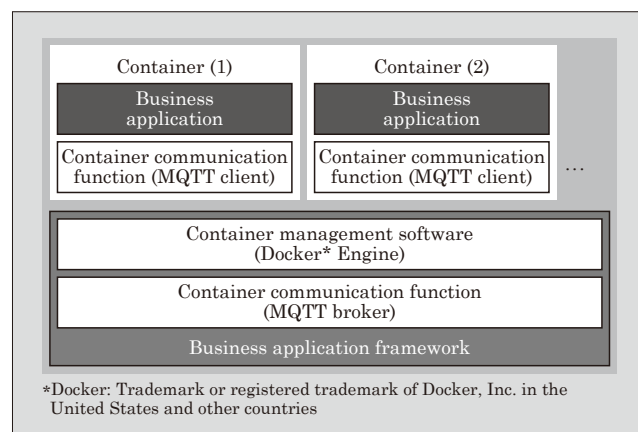 Container (1)
Business
application
Container communication
function (MQTT client)
Container (2)
Business
application
Container communication
function (MQTT client)
...
Container management software
(Docker* Engine)
Container communication function
(MQTT broker)
Business application framework
*Docker: Trademark or registered trademark of Docker, Inc. in the
United States and other countries